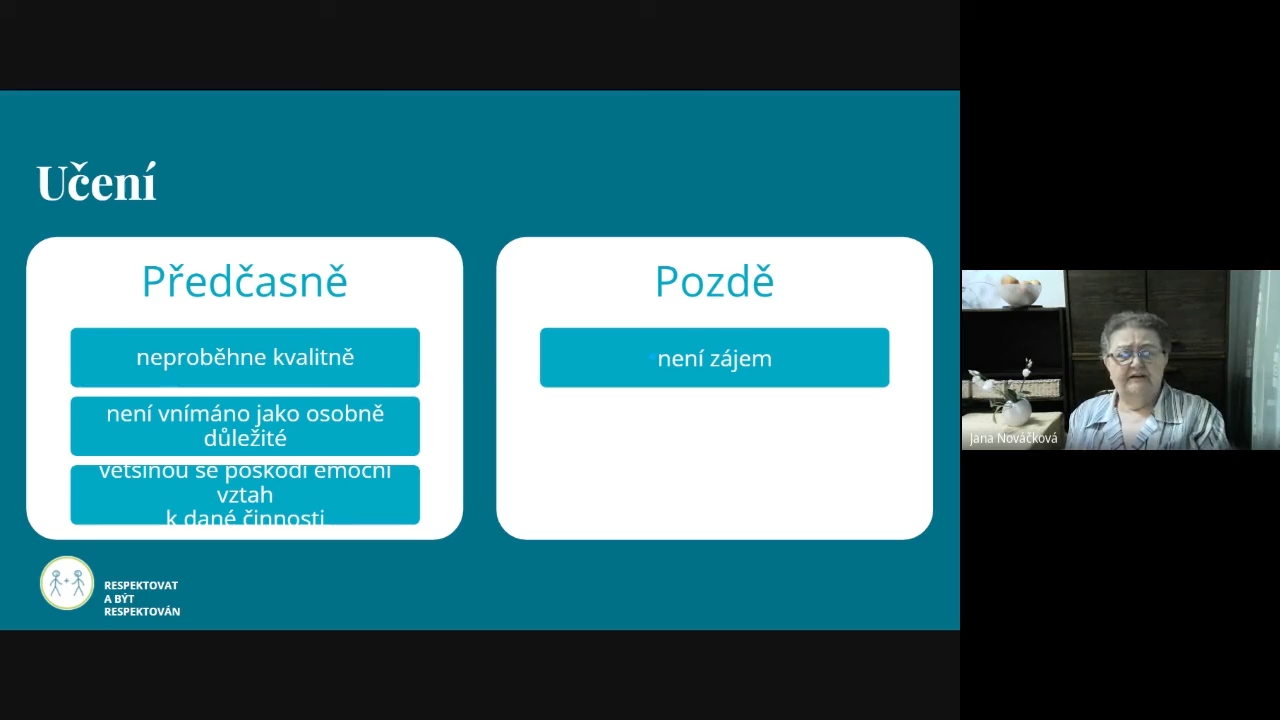 Učení
Předčasně
neproběhne kvalitně
není vnímáno jako osobně
důležité
většinou se poškodí emoční
vztah
k dané činnosti
Pozdě
není zájem
RESPEKTOVAT
A BÝT
RESPEKTOVÁN
Jana Nováčková